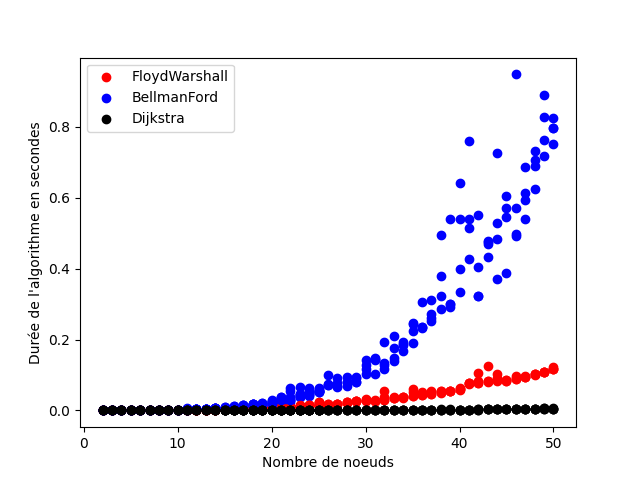 FloydWarshall
BellmanFord
Dijkstra
0.8
0.6
0.4
0.2
0.0
Durée de l'algorithme en secondes
0 10 20 30 40 50
Nombre de noeuds